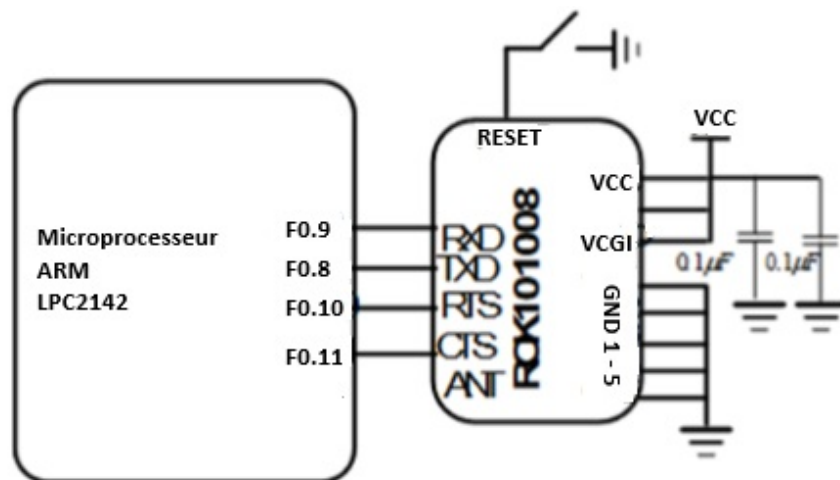 Microprocesseur
ARM
LPC2142
F0.9
F0.8
F0.10
F0.11
RESET
RXD
TXD
RTS
CTS
ANT
ROK101008
VCC
VCGI
GND 1 - 5
VCC
0.1µF
0.1µF